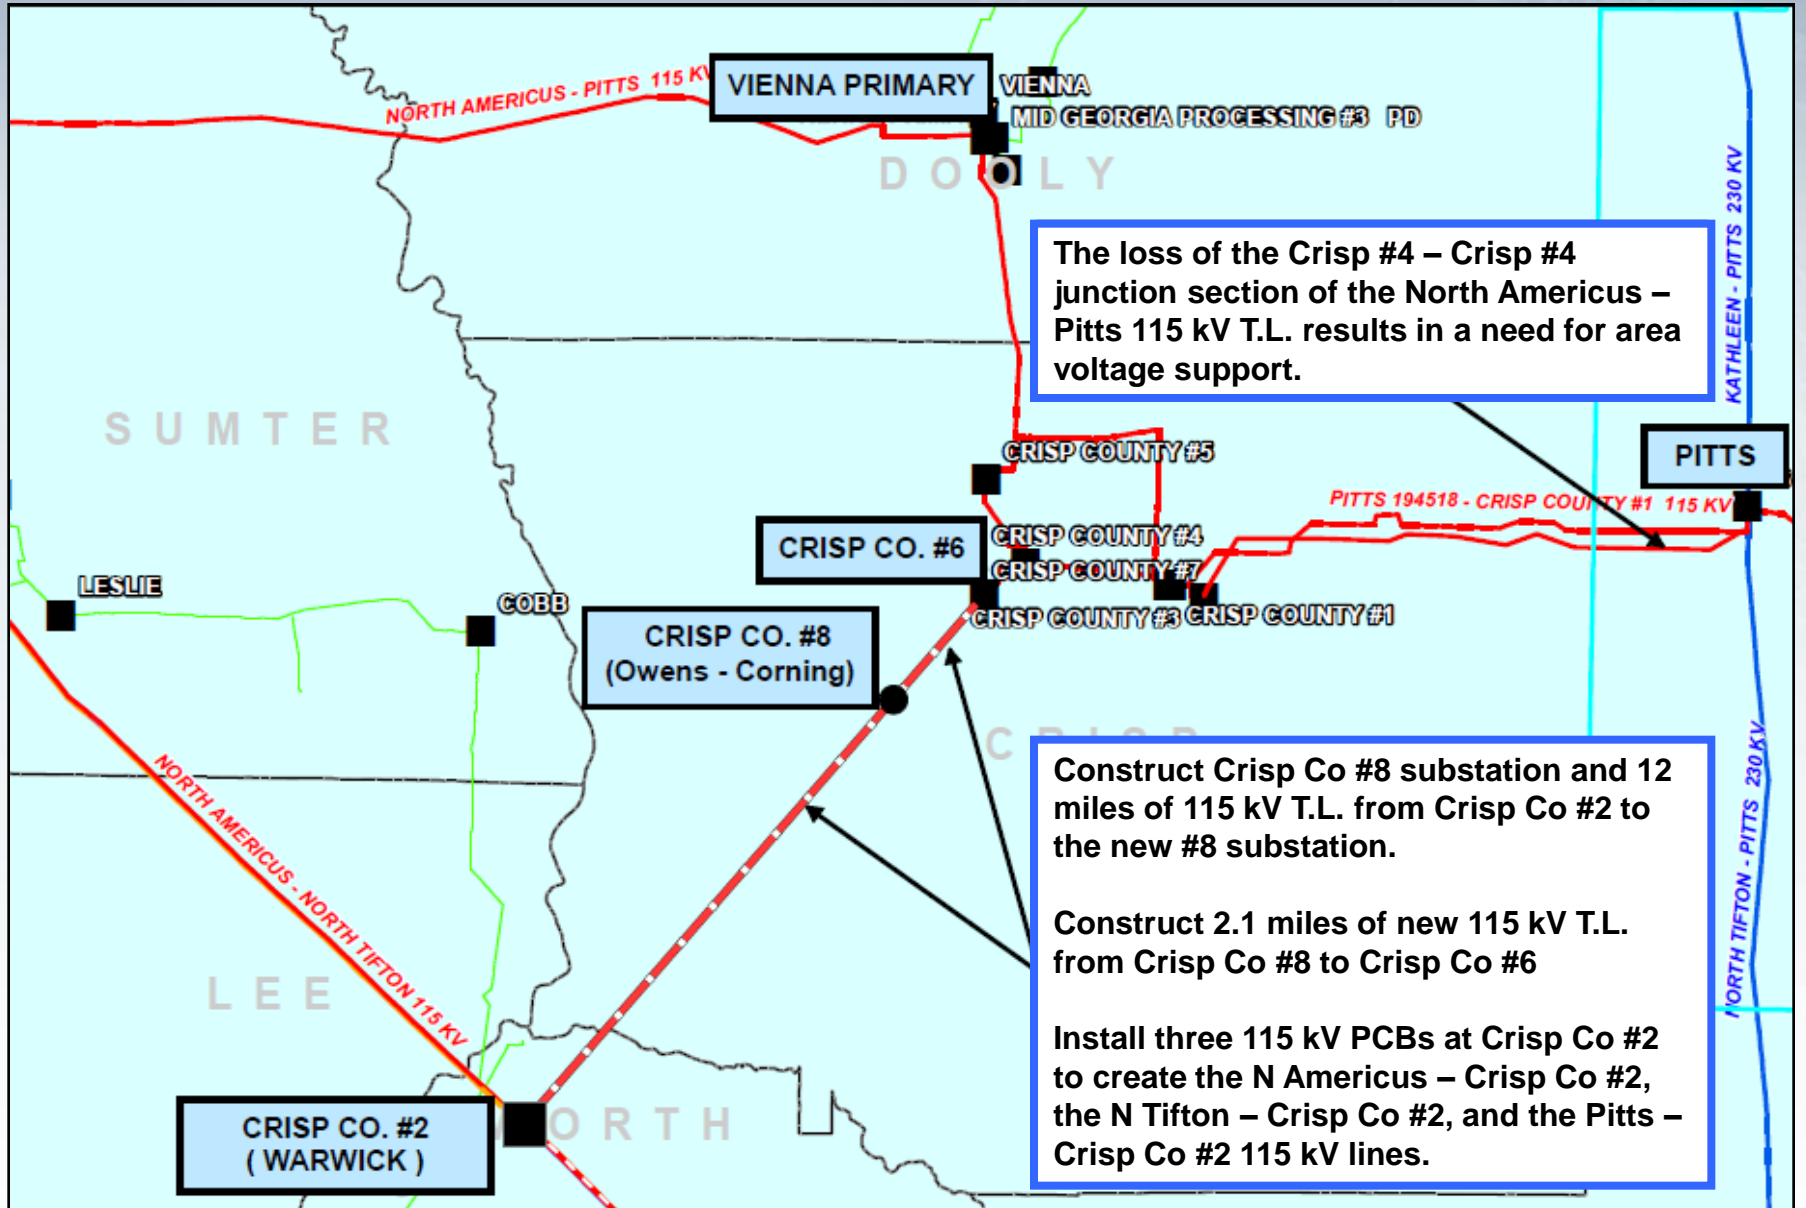 NORTH AMERICUS - PITTS 115 KV
VIENNA PRIMARY
VIENNA
MID GEORGIA PROCESSING #3 PD
DOOLY
KATHLEEN - PITTS 230 KV
The loss of the Crisp #4 – Crisp #4
junction section of the North Americus –
Pitts 115 kV T.L. results in a need for area
voltage support.
SUMTER
CRISP COUNTY #5
PITTS
PITTS 194518 - CRISP COUNTY #1 115 KV
CRISP CO. #6
CRISP COUNTY #4
CRISP COUNTY #7
CRISP COUNTY #3
CRISP COUNTY #1
LESLIE
COBB
CRISP CO. #8
(Owens - Corning)
CRISP
NORTH TIFTON - PITTS 230 KV
Construct Crisp Co #8 substation and 12
miles of 115 kV T.L. from Crisp Co #2 to
the new #8 substation.
Construct 2.1 miles of new 115 kV T.L.
from Crisp Co #8 to Crisp Co #6
Install three 115 kV PCBs at Crisp Co #2
to create the N Americus – Crisp Co #2,
the N Tifton – Crisp Co #2, and the Pitts –
Crisp Co #2 115 kV lines.
NORTH AMERICUS - NORTH TIFTON 115 KV
LEE
CRISP CO. #2
( WARWICK )
WORTH